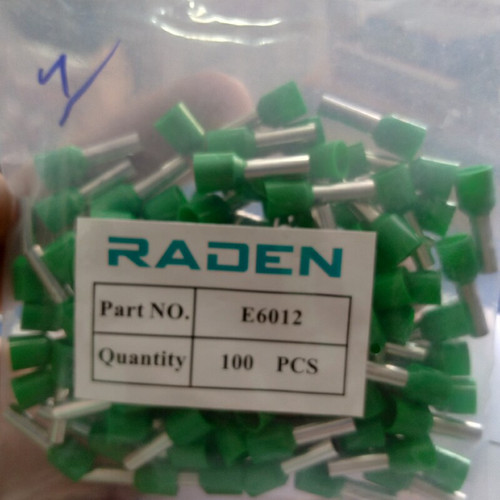 RADEN
Part NO. E6012
Quantity 100 PCS